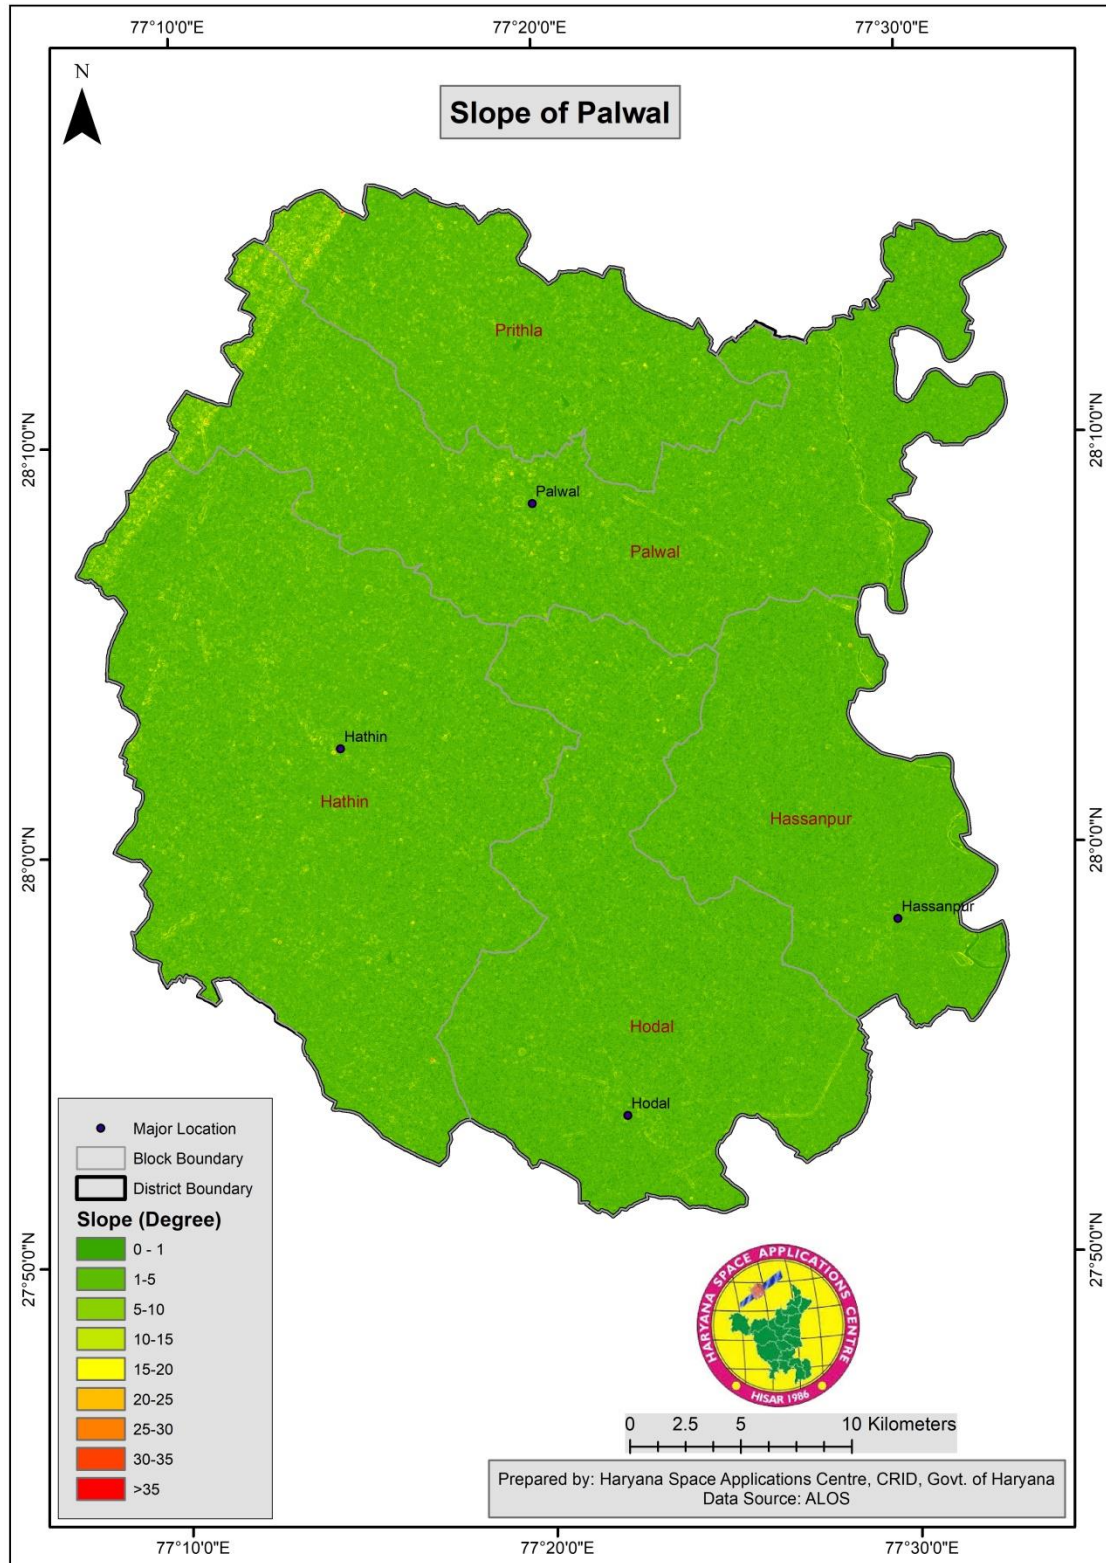 77°10'0"E
77°20'0"E
77°30'0"E
N
Slope of Palwal
Prithla
28°10'0"N
28°10'0"N
Palwal
Palwal
Hathin
Hathin
Hassanpur
28°0'0"N
28°0'0"N
Hassanpur
Hodal
Hodal
Major Location
Block Boundary
District Boundary
Slope (Degree)
0 - 1
1-5
5-10
10-15
15-20
20-25
25-30
30-35
>35
27°50'0"N
27°50'0"N
HARYANA SPACE APPLICATIONS CENTRE
HISAR 1986
0 2.5 5 10 Kilometers
Prepared by: Haryana Space Applications Centre, CRID, Govt. of Haryana
Data Source: ALOS
77°10'0"E
77°20'0"E
77°30'0"E